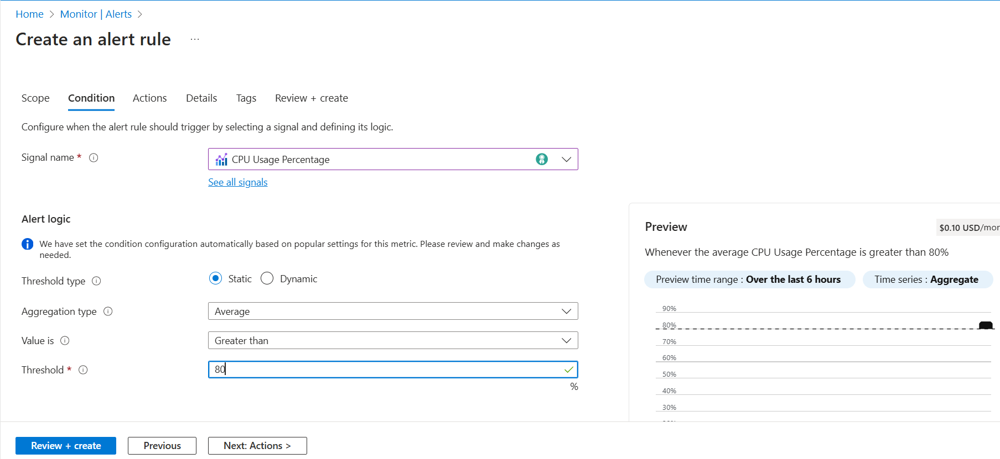 Home > Monitor | Alerts >
Create an alert rule ...
Scope Condition Actions Details Tags Review + create
Configure when the alert rule should trigger by selecting a signal and defining its logic.
Signal name * CPU Usage Percentage
See all signals
Alert logic
We have set the condition configuration automatically based on popular settings for this metric. Please review and make changes as
needed.
Threshold type Static Dynamic
Aggregation type Average
Value is Greater than
Threshold * 80
%
Preview $0.10 USD/mon
Whenever the average CPU Usage Percentage is greater than 80%
Preview time range : Over the last 6 hours Time series : Aggregate
90%
80%
70%
60%
50%
40%
30%
Review + create Previous Next: Actions >